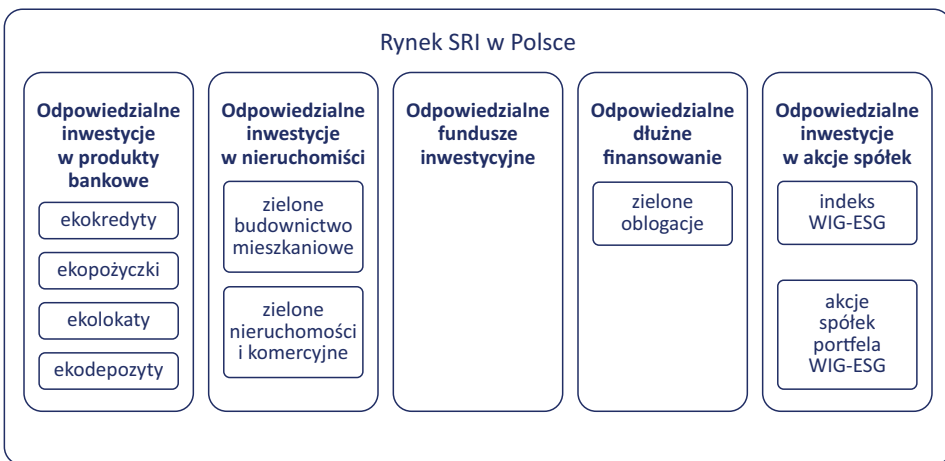 Rynek SRI w Polsce
Odpowiedzialne
inwestycje
w produkty
bankowe
ekokredyty
ekopożyczki
ekolokaty
ekodepozyty
Odpowiedzialne
inwestycje
w nieruchomiści
zielone
budownictwo
mieszkaniowe
zielone
nieruchomości
i komercyjne
Odpowiedzialne
fundusze
inwestycyjne
Odpowiedzialne
dłużne
finansowanie
zielone
oblogacje
Odpowiedzialne
inwestycje
w akcje spółek
indeks
WIG-ESG
akcje
spółek
portfela
WIG-ESG